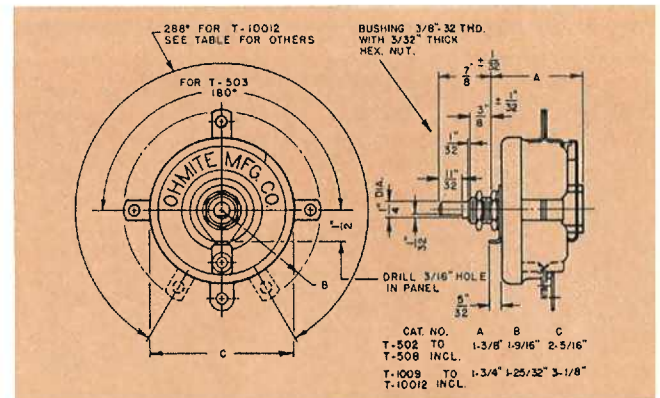 288° FOR T-10012
SEE TABLE FOR OTHERS
FOR T-503
180°
OHMITE MFG. CO.
1/2"
B
C
BUSHING 3/8"-32 THD.
WITH 3/32" THICK
HEX. NUT.
7/8" ± 1/32
A
3/8" ± 1/32"
1/32"
11/32"
1/4" DIA.
1/32"
DRILL 3/16" HOLE
IN PANEL
5/32"
CAT. NO. A B C
T-502 TO 1-3/8" 1-9/16" 2-5/16"
T-508 INCL.
T-1009 TO 1-3/4" 1-25/32" 3-1/8"
T-10012 INCL.